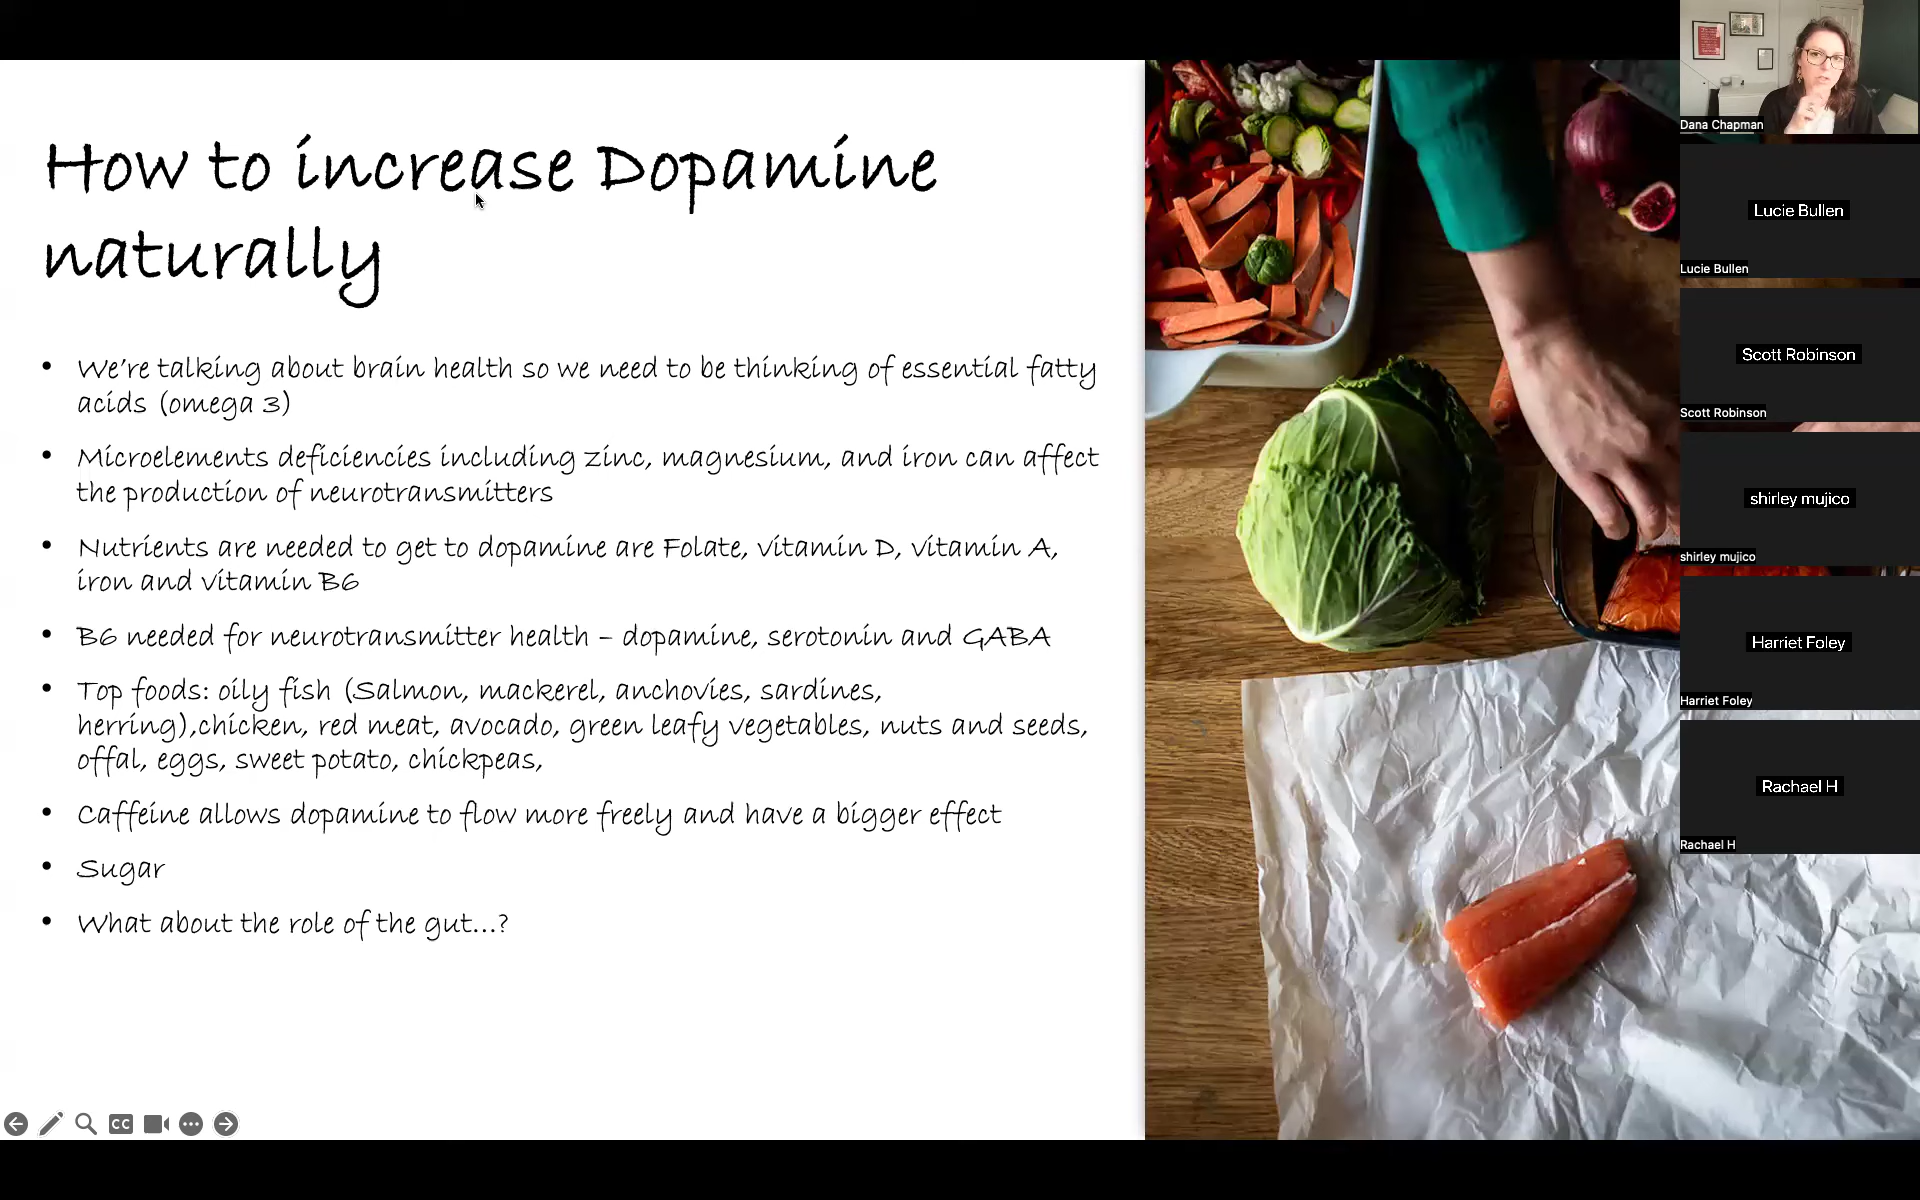 How to increase Dopamine
naturally
• We're talking about brain health so we need to be thinking of essential fatty
acids (omega 3)
• Microelements deficiencies including zinc, magnesium, and iron can affect
the production of neurotransmitters
• Nutrients are needed to get to dopamine are Folate, vitamin D, vitamin A,
iron and vitamin B6
• B6 needed for neurotransmitter health – dopamine, serotonin and GABA
• Top foods: oily fish (Salmon, mackerel, anchovies, sardines,
herring),chicken, red meat, avocado, green leafy vegetables, nuts and seeds,
offal, eggs, sweet potato, chickpeas,
• Caffeine allows dopamine to flow more freely and have a bigger effect
• Sugar
• What about the role of the gut...?
CC
Dana Chapman
Lucie Bullen
Lucie Bullen
Scott Robinson
Scott Robinson
shirley mujico
shirley mujico
Harriet Foley
Harriet Foley
Rachael H
Rachael H